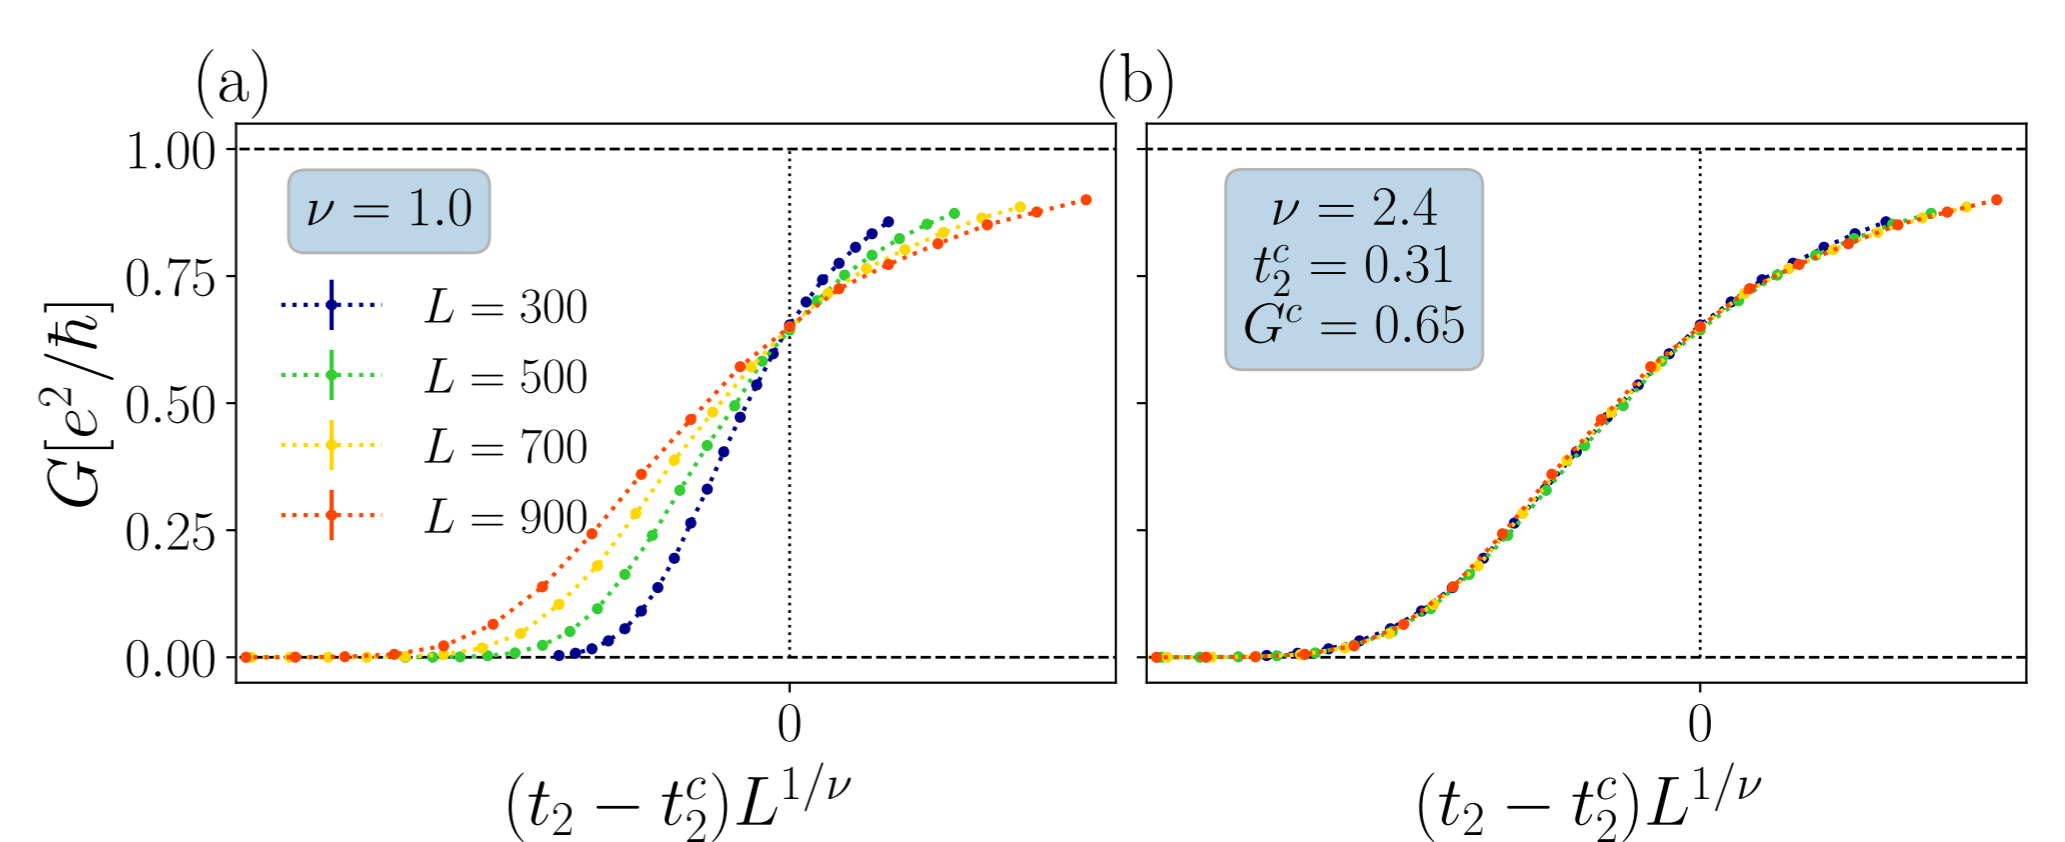 (a)
G[e²/ħ]
1.00
0.75
0.50
0.25
0.00
ν = 1.0
L = 300
L = 500
L = 700
L = 900
0
(t₂ − t₂ᶜ)L^{1/ν}
(b)
ν = 2.4
t₂ᶜ = 0.31
Gᶜ = 0.65
0
(t₂ − t₂ᶜ)L^{1/ν}